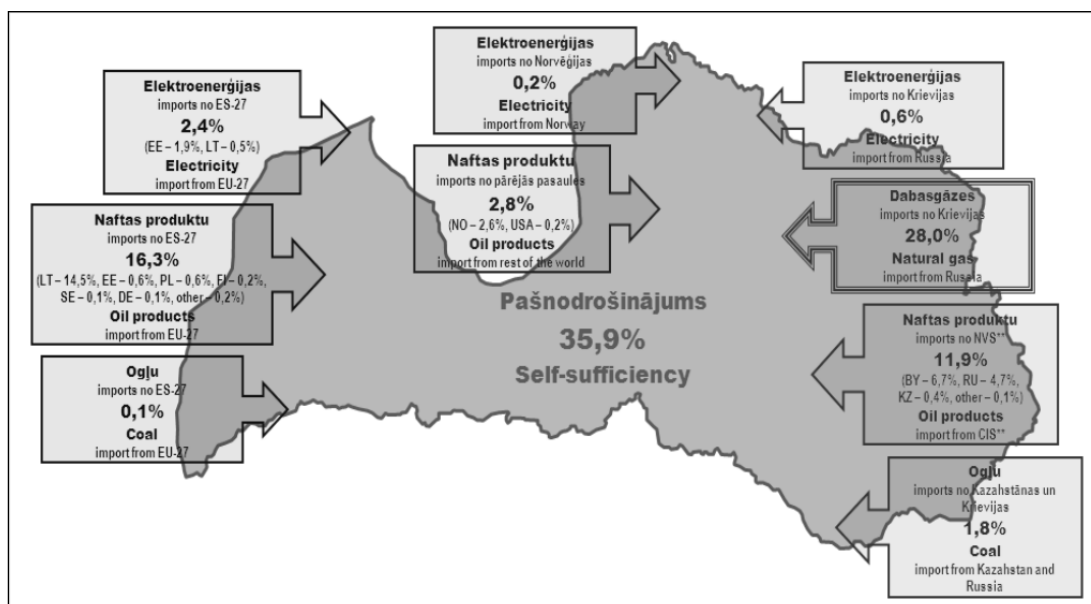 Elektroenerģijas
imports no Norvēģijas
0,2%
Electricity
import from Norway
Elektroenerģijas
imports no ES-27
2,4%
(EE – 1,9%, LT – 0,5%)
Electricity
import from EU-27
Elektroenerģijas
imports no Krievijas
0,6%
Electricity
import from Russia
Naftas produktu
imports no pārējās pasaules
2,8%
(NO – 2,6%, USA – 0,2%)
Oil products
import from rest of the world
Dabasgāzes
imports no Krievijas
28,0%
Natural gas
import from Russia
Naftas produktu
imports no ES-27
16,3%
(LT – 14,5%, EE – 0,6%, PL – 0,6%, FI – 0,2%,
SE – 0,1%, DE – 0,1%, other – 0,2%)
Oil products
import from EU-27
Pašnodrošinājums
35,9%
Self-sufficiency
Naftas produktu
imports no NVS**
11,9%
(BY – 6,7%, RU – 4,7%,
KZ – 0,4%, other – 0,1%)
Oil products
import from CIS**
Ogļu
imports no ES-27
0,1%
Coal
import from EU-27
Ogļu
imports no Kazahstānas un
Krievijas
1,8%
Coal
import from Kazahstan and
Russia